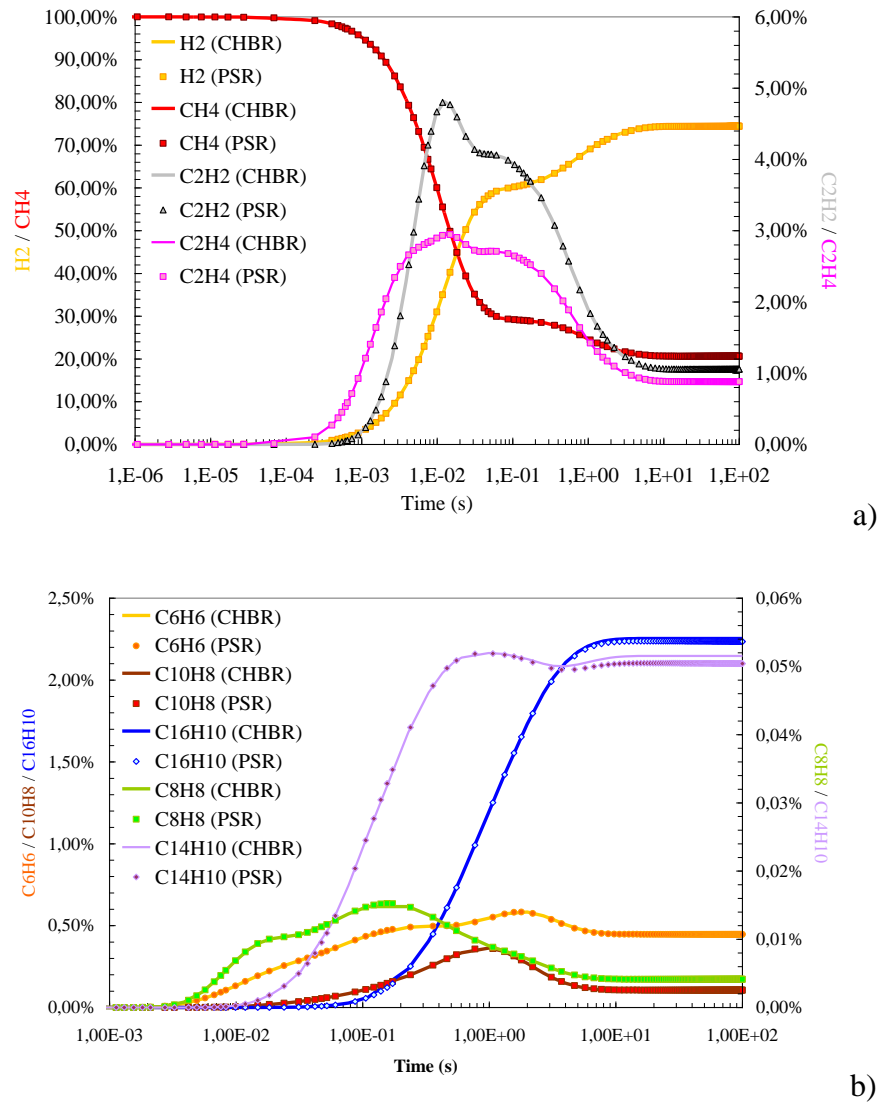 100,00%
90,00%
80,00%
70,00%
60,00%
50,00%
40,00%
30,00%
20,00%
10,00%
0,00%
H2 / CH4
H2 (CHBR)
H2 (PSR)
CH4 (CHBR)
CH4 (PSR)
C2H2 (CHBR)
C2H2 (PSR)
C2H4 (CHBR)
C2H4 (PSR)
6,00%
5,00%
4,00%
3,00%
2,00%
1,00%
0,00%
C2H2 / C2H4
1,E-06 1,E-05 1,E-04 1,E-03 1,E-02 1,E-01 1,E+00 1,E+01 1,E+02
Time (s)
a)
2,50%
2,00%
1,50%
1,00%
0,50%
0,00%
C6H6 / C10H8 / C16H10
C6H6 (CHBR)
C6H6 (PSR)
C10H8 (CHBR)
C10H8 (PSR)
C16H10 (CHBR)
C16H10 (PSR)
C8H8 (CHBR)
C8H8 (PSR)
C14H10 (CHBR)
C14H10 (PSR)
0,06%
0,05%
0,04%
0,03%
0,02%
0,01%
0,00%
C8H8 / C14H10
1,00E-03 1,00E-02 1,00E-01 1,00E+00 1,00E+01 1,00E+02
Time (s)
b)